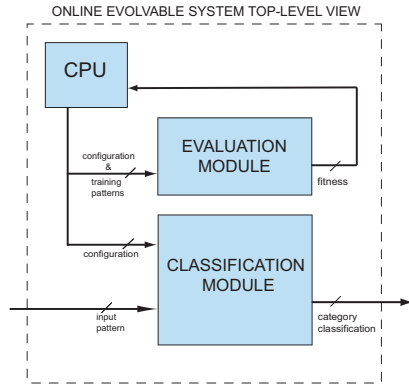 ONLINE EVOLVABLE SYSTEM TOP-LEVEL VIEW
CPU
EVALUATION
MODULE
configuration
&
training
patterns
fitness
configuration
CLASSIFICATION
MODULE
input
pattern
category
classification